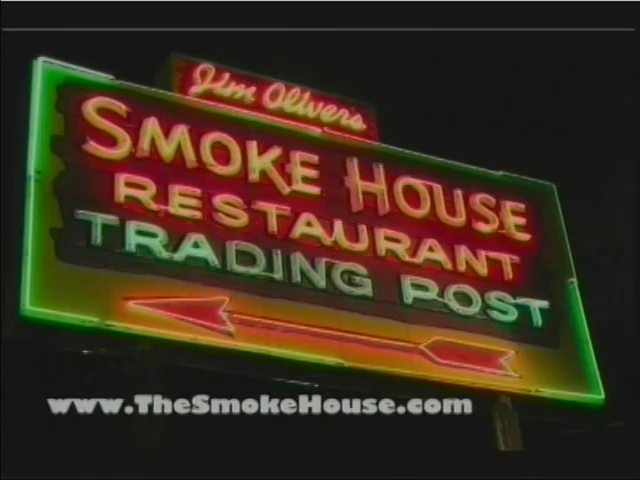 Jim Oliver's
SMOKE HOUSE
RESTAURANT
TRADING POST
www.TheSmokeHouse.com